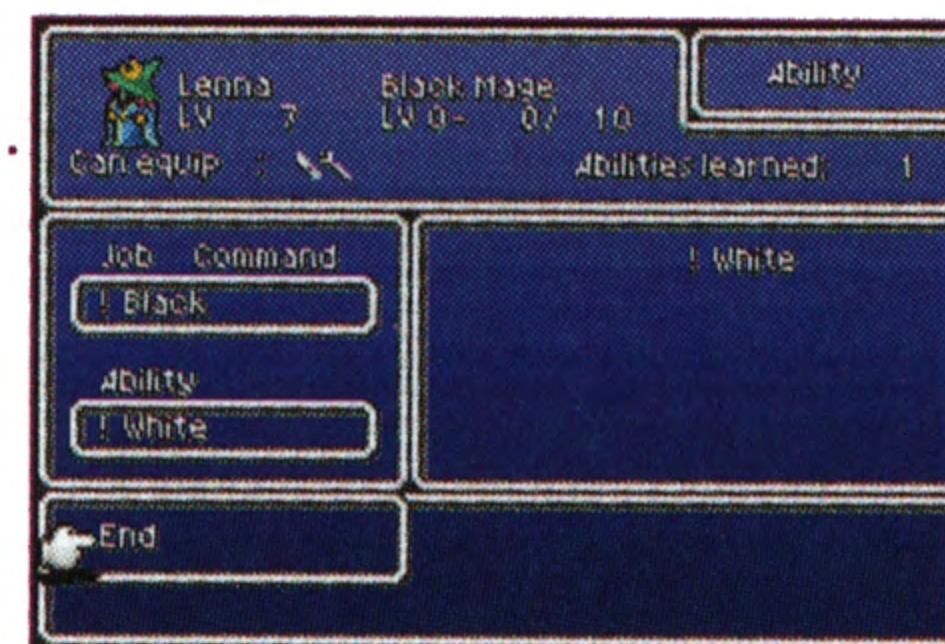 Lenna Black Mage Ability
LV 7 LV 0- 0/ 10
Can equip : Abilities learned: 1
Job Command
! Black
! White
Ability
! White
End